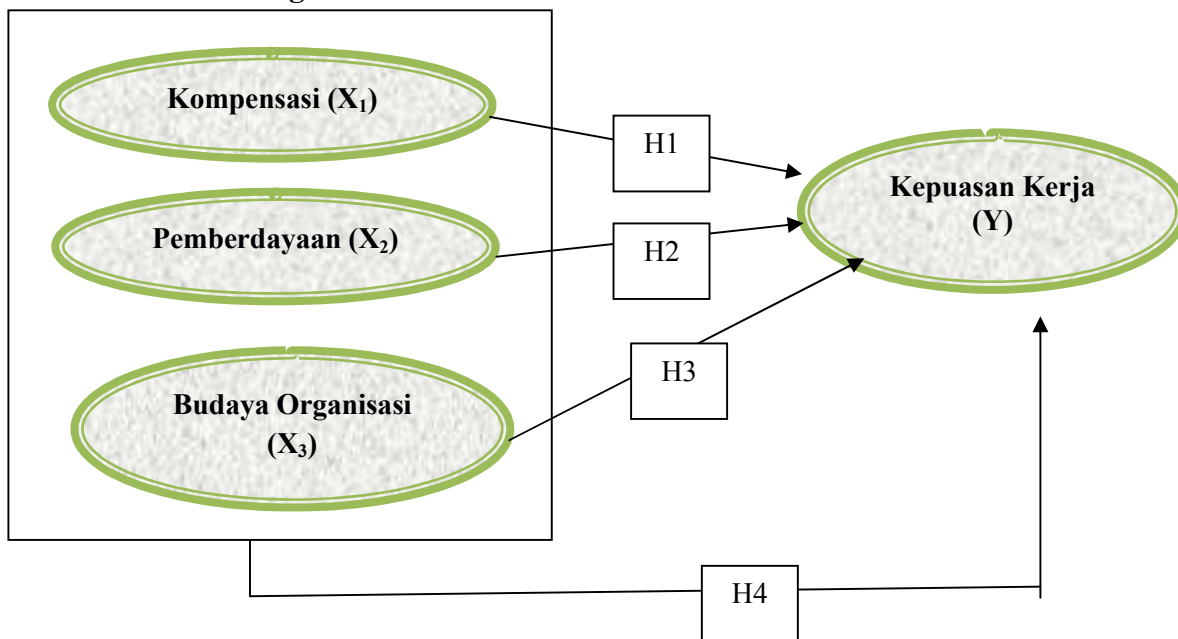 Kompensasi (X₁)
H1
Kepuasan Kerja
(Y)
Pemberdayaan (X₂)
H2
H3
Budaya Organisasi
(X₃)
H4